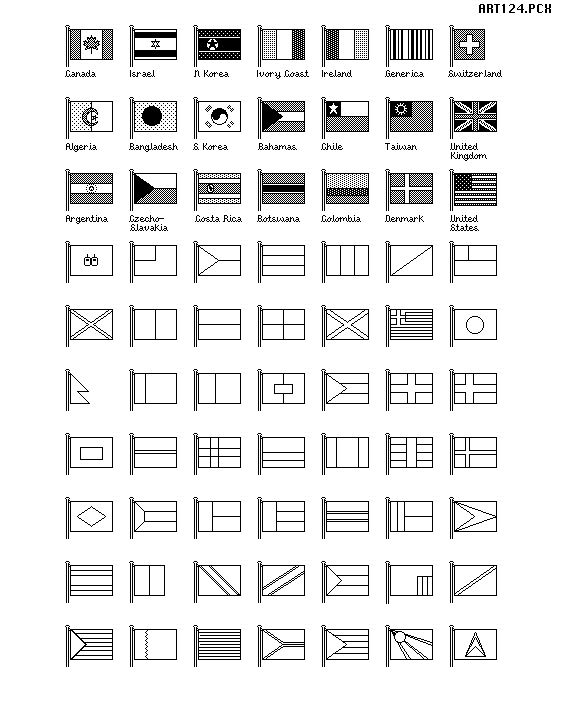 ART124.PCX
Canada Israel N Korea Ivory Coast Ireland Generica Switzerland
Algeria Bangladesh S. Korea Bahamas Chile Taiwan United
Kingdom
Argentina Czecho- Costa Rica Botswana Colombia Denmark United
Slavakia States